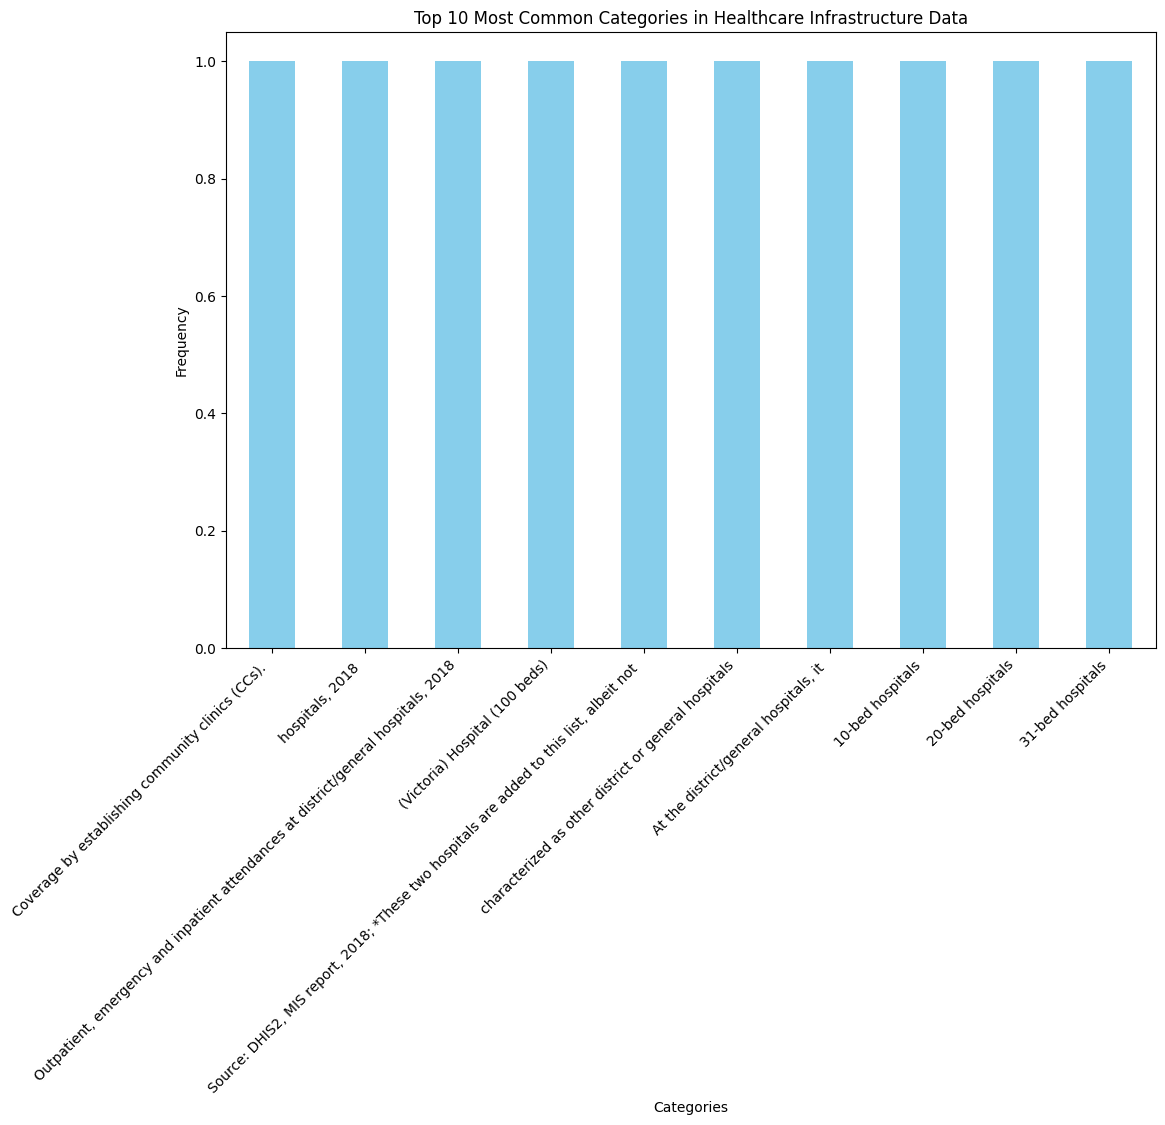 Top 10 Most Common Categories in Healthcare Infrastructure Data
Frequency
1.0
0.8
0.6
0.4
0.2
0.0
Coverage by establishing community clinics (CCs).
hospitals, 2018
Outpatient, emergency and inpatient attendances at district/general hospitals, 2018
(Victoria) Hospital (100 beds)
Source: DHIS2, MIS report, 2018; *These two hospitals are added to this list, albeit not
characterized as other district or general hospitals
At the district/general hospitals, it
10-bed hospitals
20-bed hospitals
31-bed hospitals
Categories